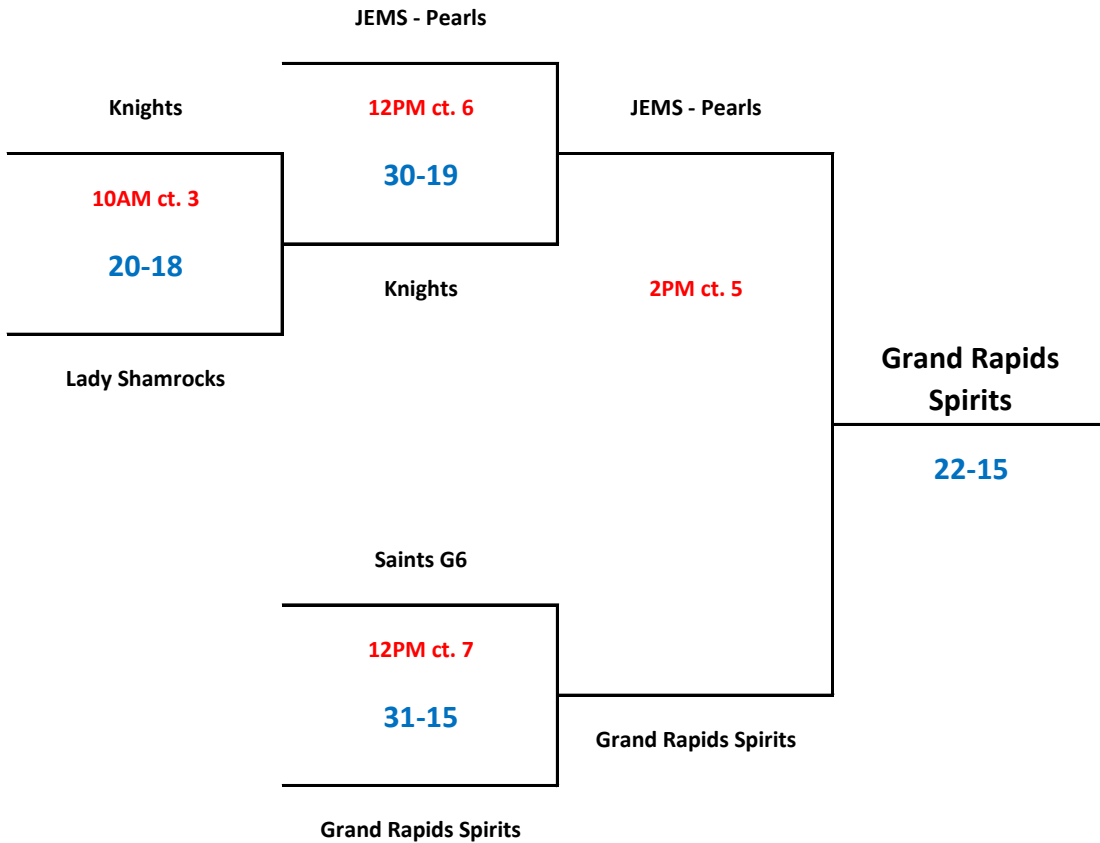 JEMS - Pearls
Knights
12PM ct. 6
JEMS - Pearls
30-19
10AM ct. 3
20-18
Knights
2PM ct. 5
Lady Shamrocks
Grand Rapids
Spirits
22-15
Saints G6
12PM ct. 7
31-15
Grand Rapids Spirits
Grand Rapids Spirits